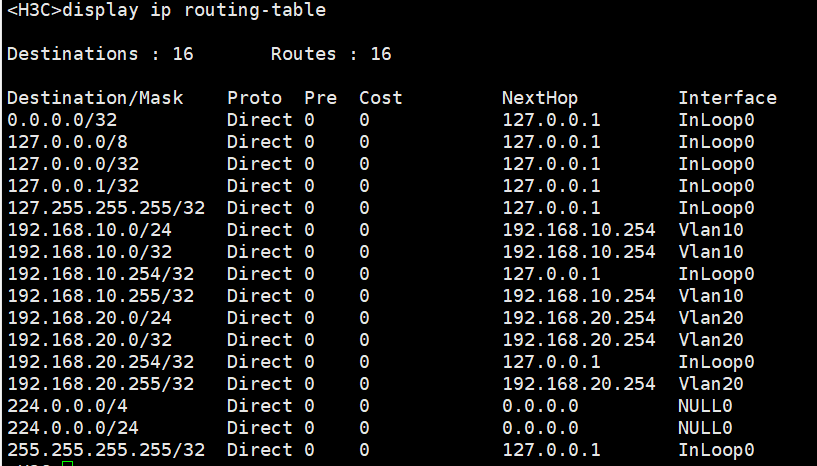 <H3C>display ip routing-table
Destinations : 16       Routes : 16
Destination/Mask    Proto  Pre  Cost         NextHop         Interface
0.0.0.0/32          Direct 0    0            127.0.0.1       InLoop0
127.0.0.0/8         Direct 0    0            127.0.0.1       InLoop0
127.0.0.0/32        Direct 0    0            127.0.0.1       InLoop0
127.0.0.1/32        Direct 0    0            127.0.0.1       InLoop0
127.255.255.255/32  Direct 0    0            127.0.0.1       InLoop0
192.168.10.0/24     Direct 0    0            192.168.10.254  Vlan10
192.168.10.0/32     Direct 0    0            192.168.10.254  Vlan10
192.168.10.254/32   Direct 0    0            127.0.0.1       InLoop0
192.168.10.255/32   Direct 0    0            192.168.10.254  Vlan10
192.168.20.0/24     Direct 0    0            192.168.20.254  Vlan20
192.168.20.0/32     Direct 0    0            192.168.20.254  Vlan20
192.168.20.254/32   Direct 0    0            127.0.0.1       InLoop0
192.168.20.255/32   Direct 0    0            192.168.20.254  Vlan20
224.0.0.0/4         Direct 0    0            0.0.0.0         NULL0
224.0.0.0/24        Direct 0    0            0.0.0.0         NULL0
255.255.255.255/32  Direct 0    0            127.0.0.1       InLoop0